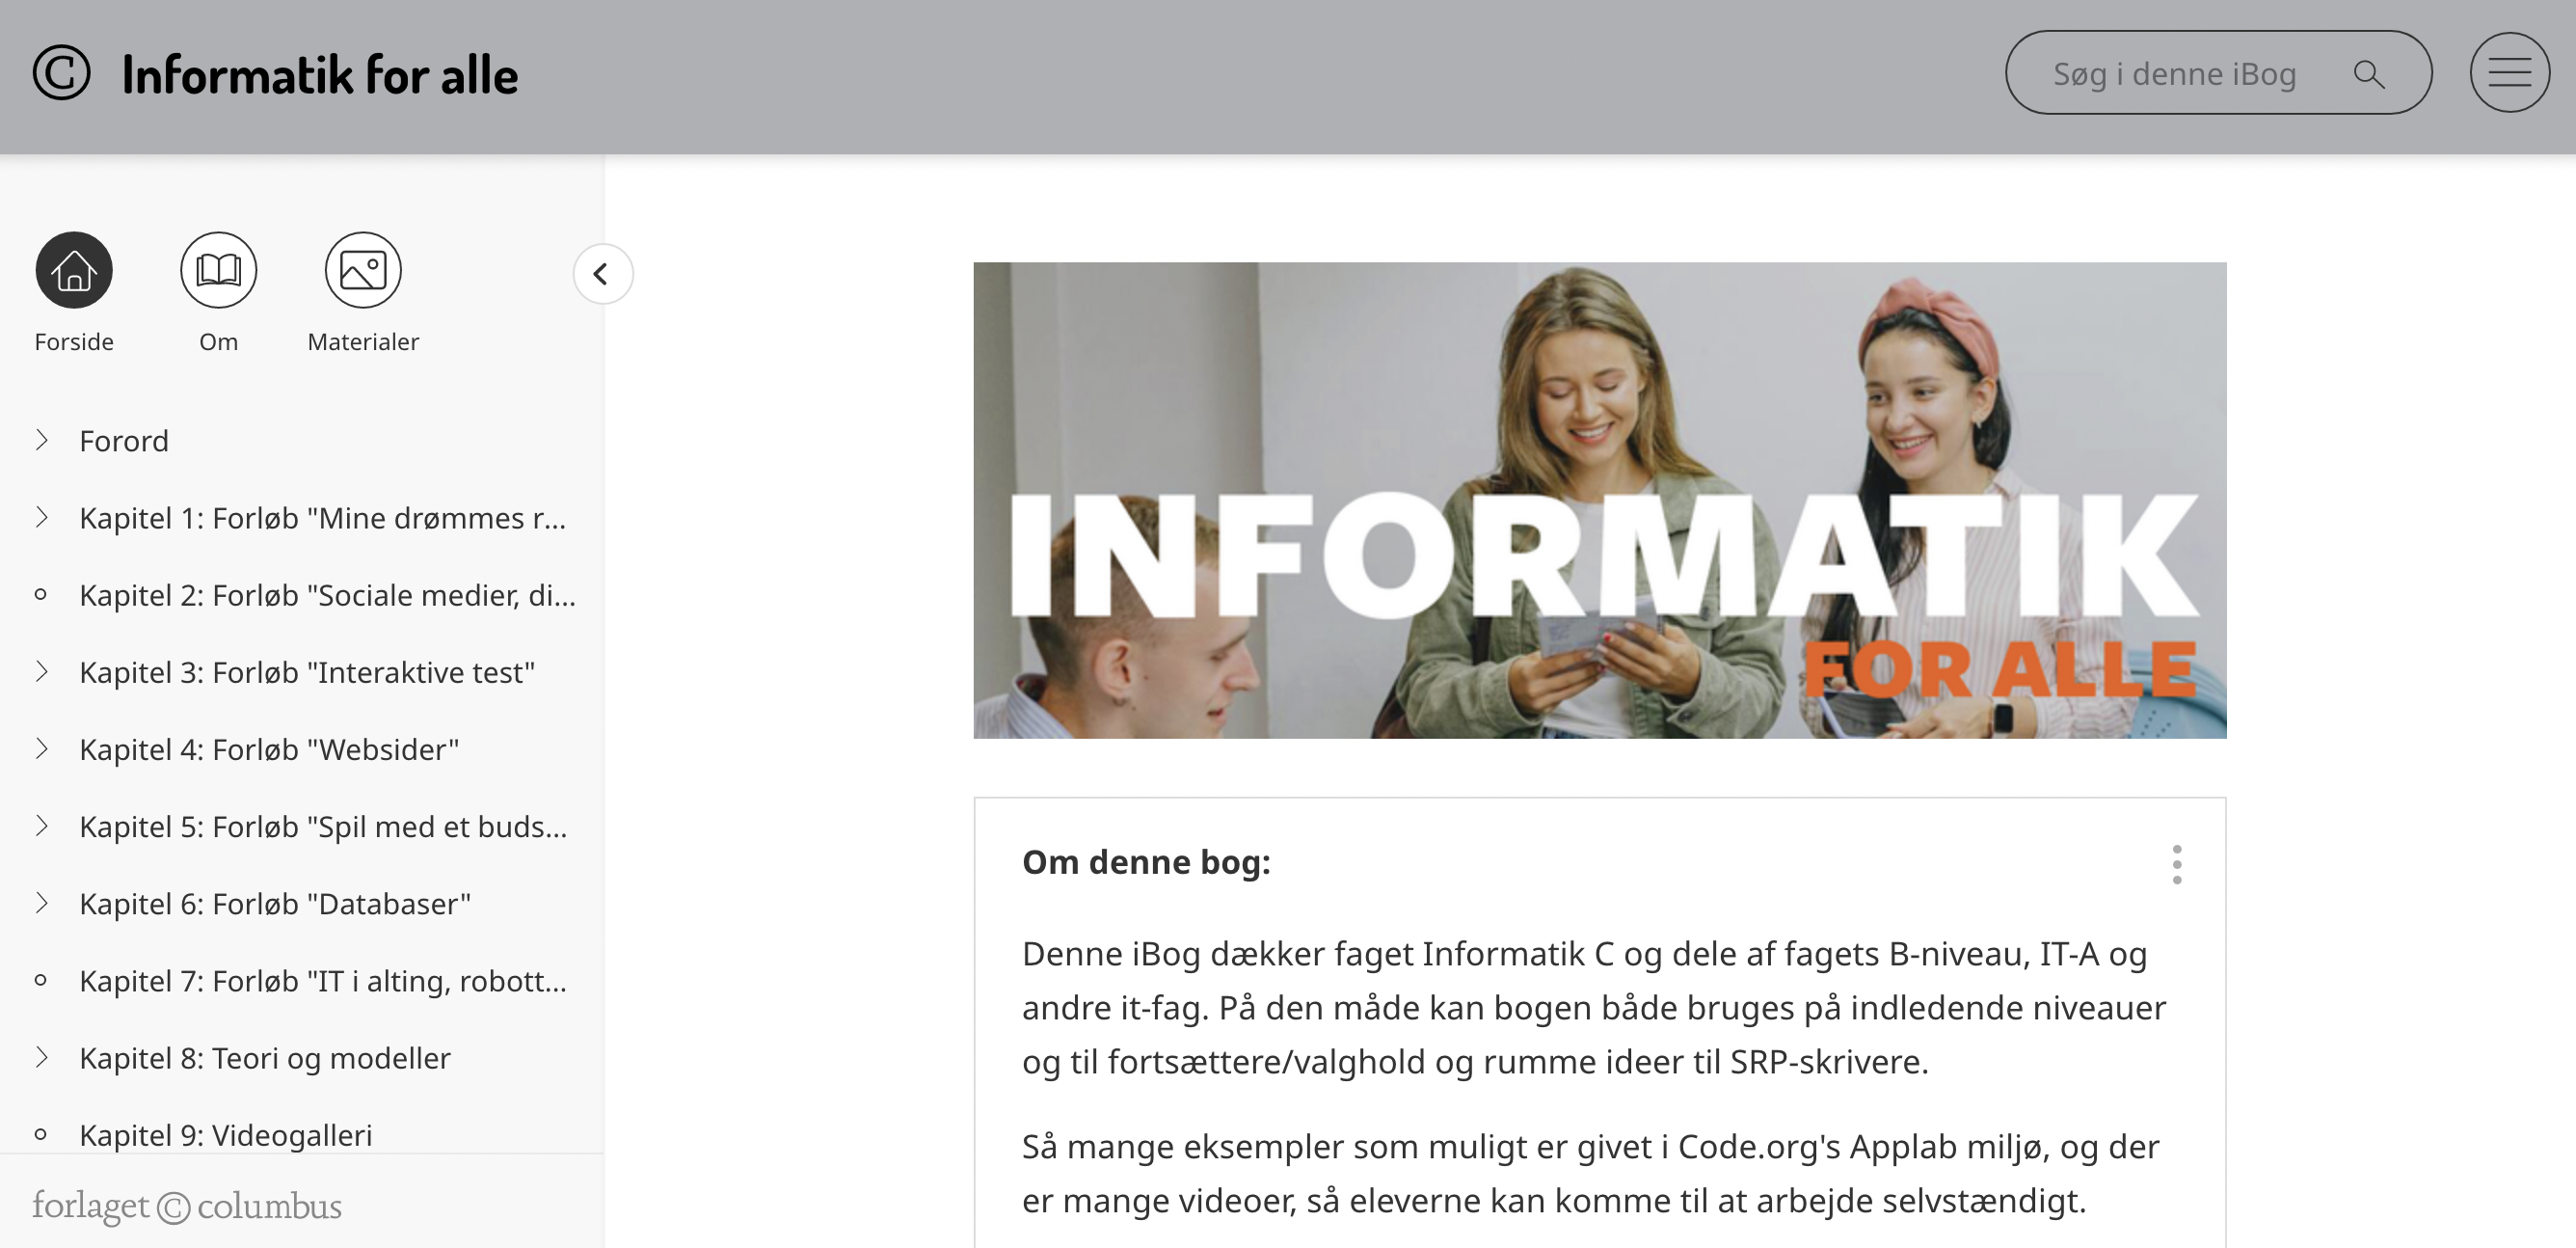 © Informatik for alle
Søg i denne iBog
Forside
Om
Materialer
Forord
Kapitel 1: Forløb "Mine drømmes r...
Kapitel 2: Forløb "Sociale medier, di...
Kapitel 3: Forløb "Interaktive test"
Kapitel 4: Forløb "Websider"
Kapitel 5: Forløb "Spil med et buds...
Kapitel 6: Forløb "Databaser"
Kapitel 7: Forløb "IT i alting, robott...
Kapitel 8: Teori og modeller
Kapitel 9: Videogalleri
forlaget © columbus
INFORMATIK
FOR ALLE
Om denne bog:
Denne iBog dækker faget Informatik C og dele af fagets B-niveau, IT-A og
andre it-fag. På den måde kan bogen både bruges på indledende niveauer
og til fortsættere/valghold og rumme ideer til SRP-skrivere.
Så mange eksempler som muligt er givet i Code.org's Applab miljø, og der
er mange videoer, så eleverne kan komme til at arbejde selvstændigt.